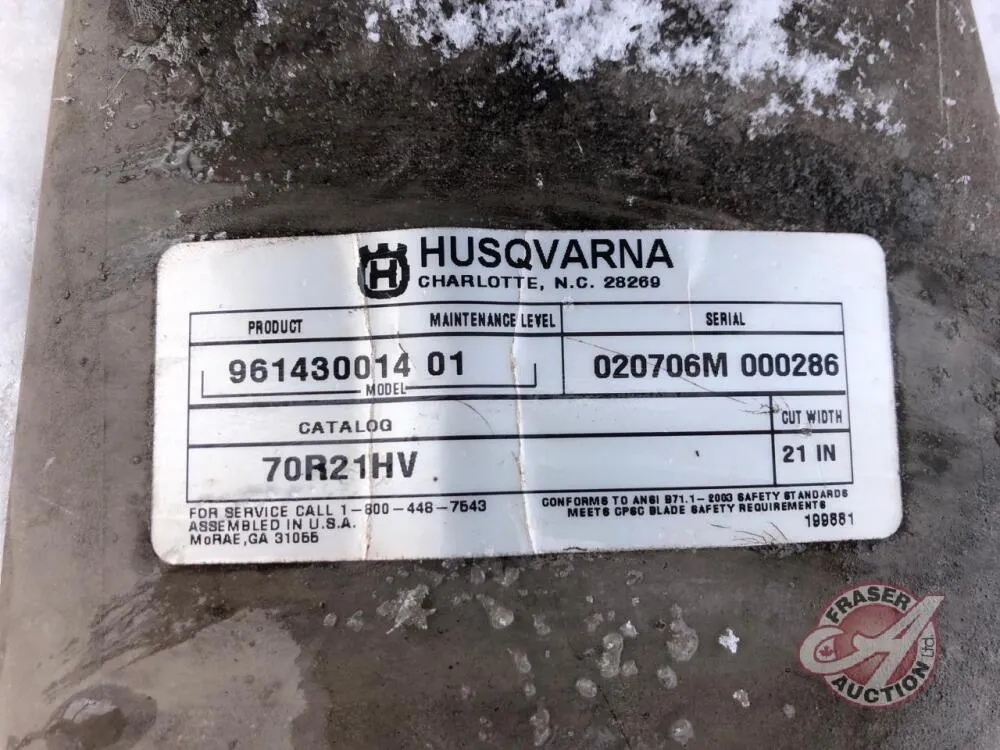 H HUSQVARNA
CHARLOTTE, N.C. 28269
PRODUCT MAINTENANCE LEVEL SERIAL
961430014 01 020706M 000286
MODEL
CATALOG CUT WIDTH
70R21HV 21 IN
FOR SERVICE CALL 1-800-448-7543
ASSEMBLED IN U.S.A.
McRAE, GA 31055
CONFORMS TO ANSI B71.1-2003 SAFETY STANDARDS
MEETS CPSC BLADE SAFETY REQUIREMENTS
199881
FRASER
A
AUCTION Ltd.